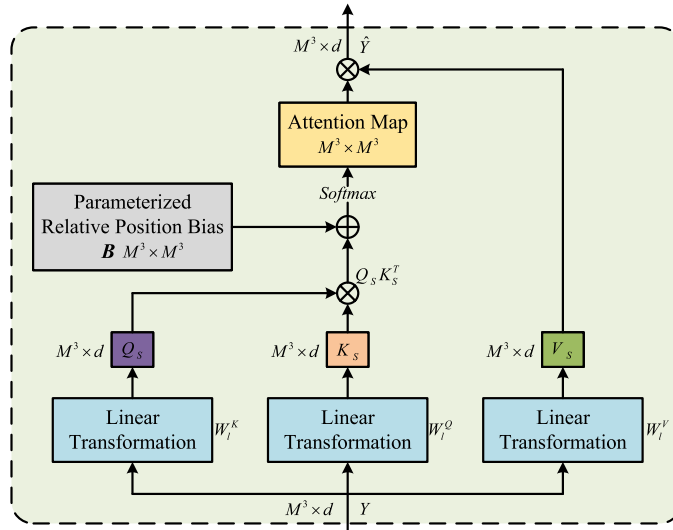 M³ × d Ŷ
Attention Map
M³ × M³
Softmax
Parameterized
Relative Position Bias
B M³ × M³
Q_S K_S^T
M³ × d Q_S
M³ × d K_S
M³ × d V_S
Linear
Transformation W_l^K
Linear
Transformation W_l^Q
Linear
Transformation W_l^V
M³ × d Y